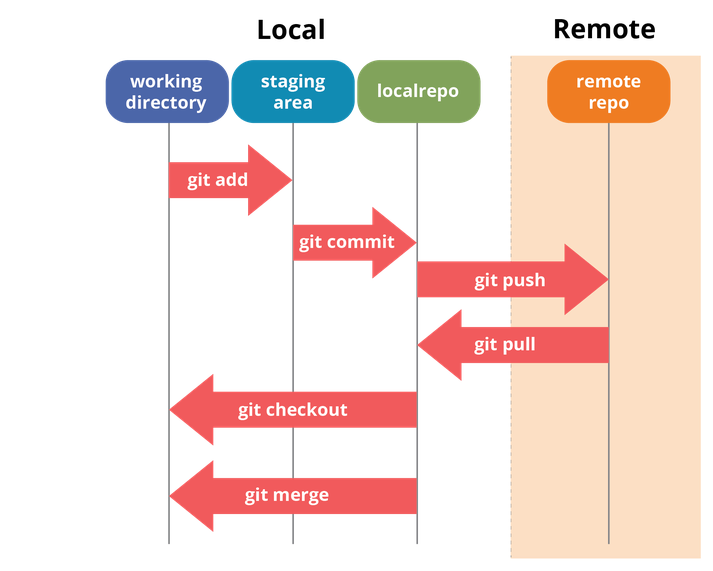 Local
Remote
working
directory
staging
area
localrepo
remote
repo
git add
git commit
git push
git pull
git checkout
git merge